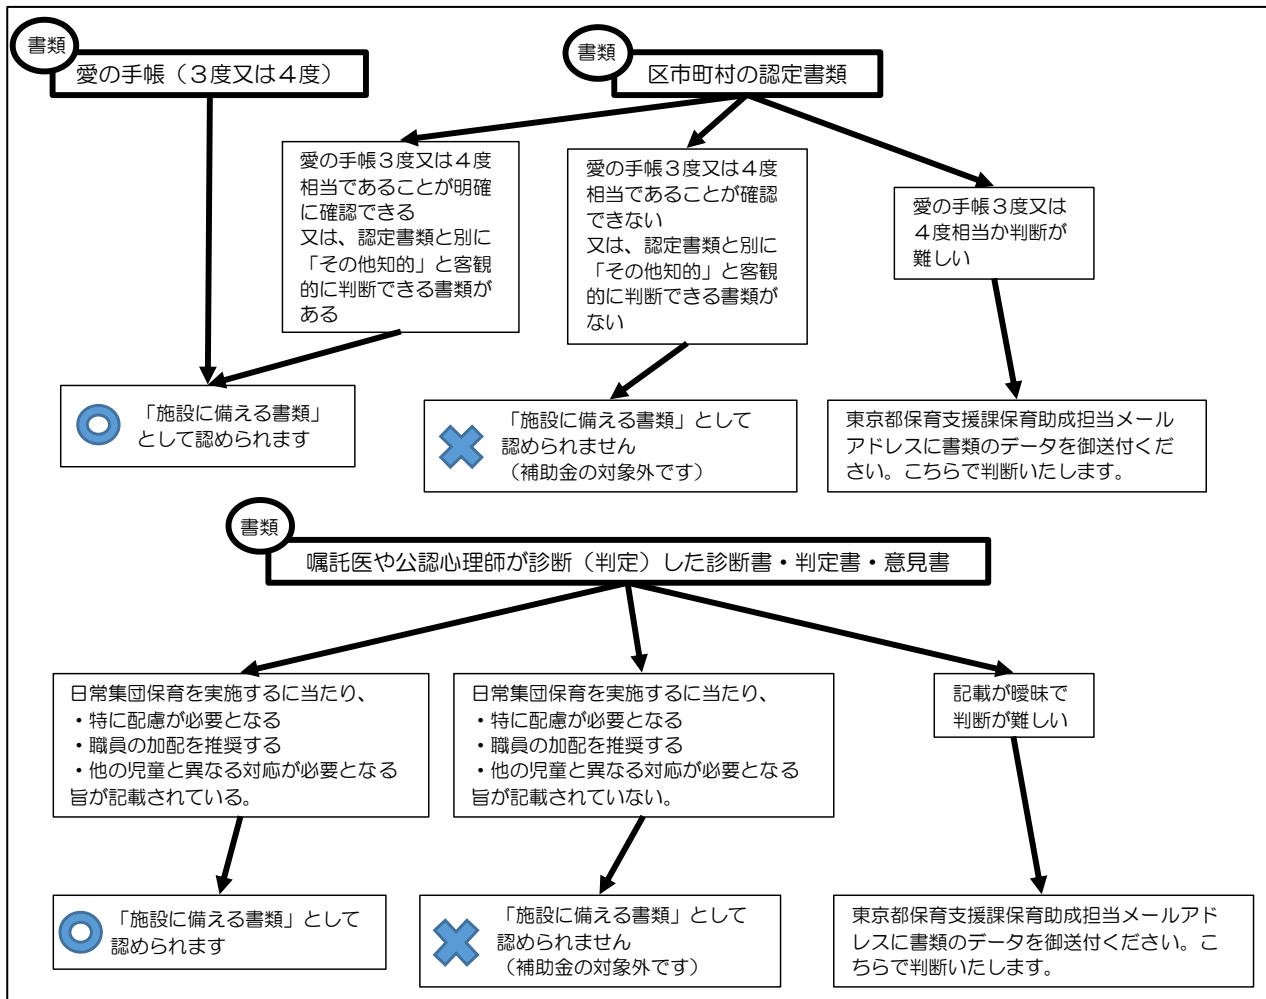 書類
愛の手帳（３度又は４度）
書類
区市町村の認定書類
愛の手帳３度又は４度
相当であることが明確
に確認できる
又は、認定書類と別に
「その他知的」と客観
的に判断できる書類が
ある
愛の手帳３度又は４度
相当であることが確認
できない
又は、認定書類と別に
「その他知的」と客観
的に判断できる書類が
ない
愛の手帳３度又は
４度相当か判断が
難しい
「施設に備える書類」
として認められます
「施設に備える書類」として
認められません
（補助金の対象外です）
東京都保育支援課保育助成担当メール
アドレスに書類のデータを御送付くだ
さい。こちらで判断いたします。
書類
嘱託医や公認心理師が診断（判定）した診断書・判定書・意見書
日常集団保育を実施するに当たり、
・特に配慮が必要となる
・職員の加配を推奨する
・他の児童と異なる対応が必要となる
旨が記載されている。
日常集団保育を実施するに当たり、
・特に配慮が必要となる
・職員の加配を推奨する
・他の児童と異なる対応が必要となる
旨が記載されていない。
記載が曖昧で
判断が難しい
「施設に備える書類」として
認められます
「施設に備える書類」として
認められません
（補助金の対象外です）
東京都保育支援課保育助成担当メールアド
レスに書類のデータを御送付ください。こ
ちらで判断いたします。